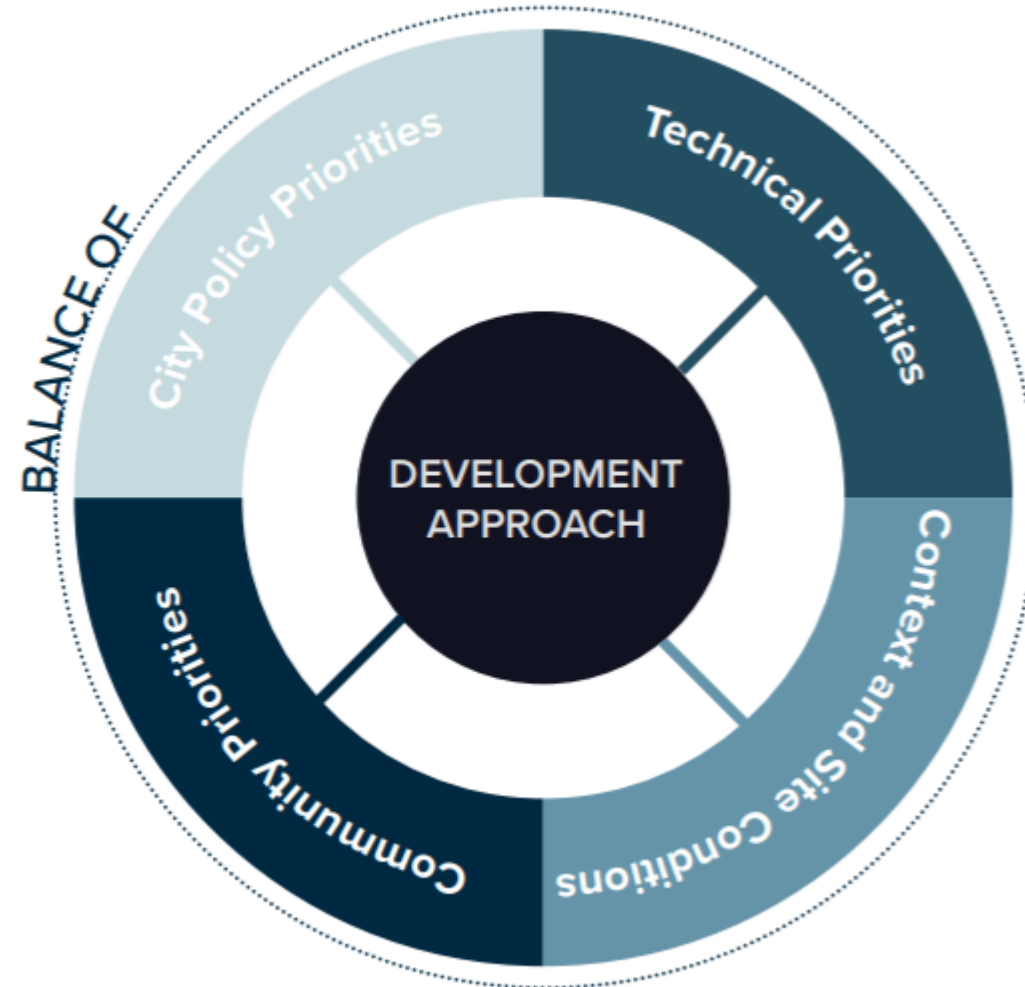 BALANCE OF
City Policy Priorities
Technical Priorities
Context and Site Conditions
Community Priorities
DEVELOPMENT
APPROACH